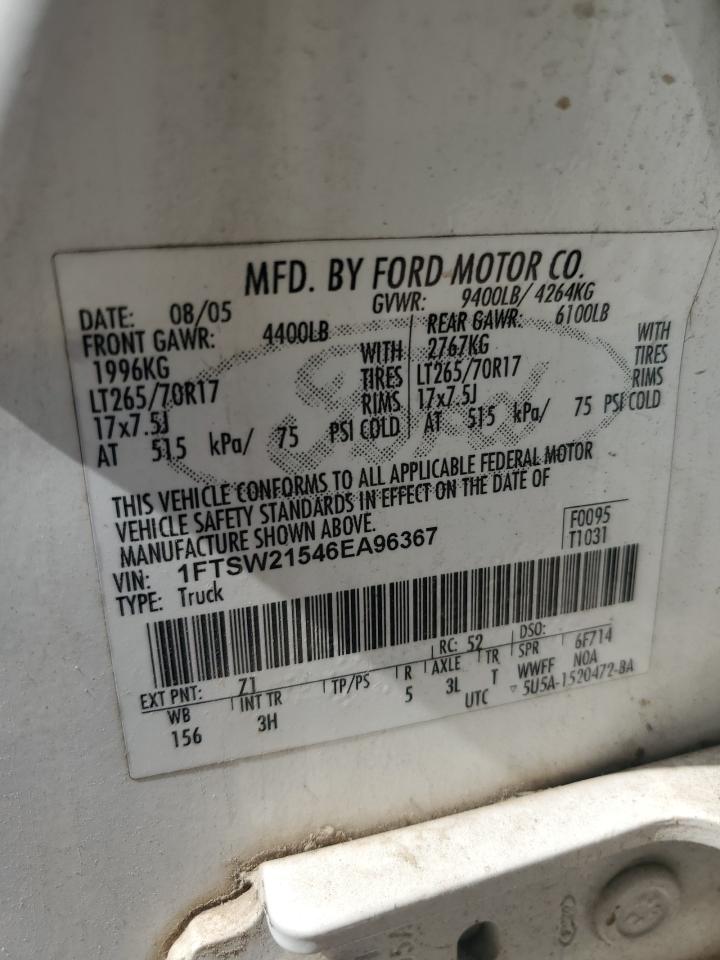 MFD. BY FORD MOTOR CO.
DATE: 08/05 GVWR: 9400LB/ 4264KG
FRONT GAWR: 4400LB REAR GAWR: 6100LB
1996KG WITH 2767KG WITH
LT265/70R17 TIRES LT265/70R17 TIRES
17x7.5J RIMS 17x7.5J RIMS
AT 515 kPa/ 75 PSI COLD AT 515 kPa/ 75 PSI COLD
THIS VEHICLE CONFORMS TO ALL APPLICABLE FEDERAL MOTOR
VEHICLE SAFETY STANDARDS IN EFFECT ON THE DATE OF
MANUFACTURE SHOWN ABOVE.
VIN: 1FTSW21546EA96367 F0095
TYPE: Truck T1031
EXT PNT: Z1 RC: 52 DSO:
WB INT TR TP/PS R AXLE TR SPR 6F714
156 3H 5 3L T WWFF NOA
UTC 5U5A-1520472-BA